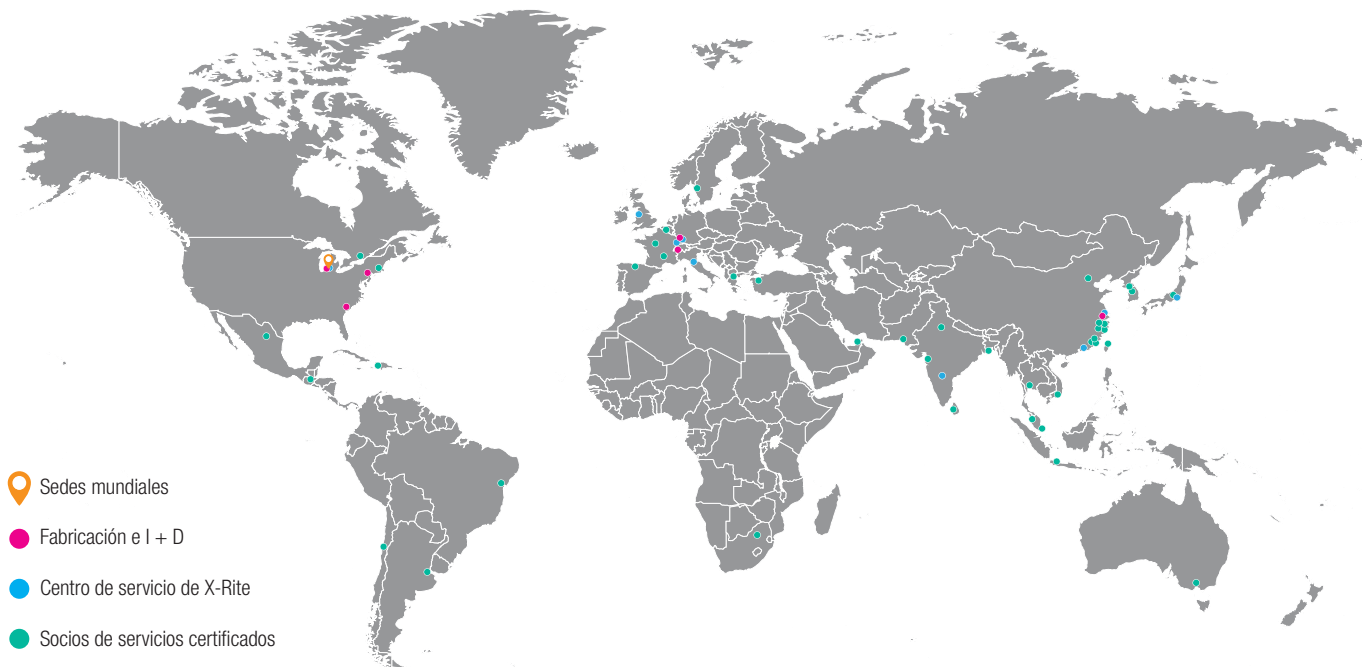 Sedes mundiales
Fabricación e I + D
Centro de servicio de X-Rite
Socios de servicios certificados